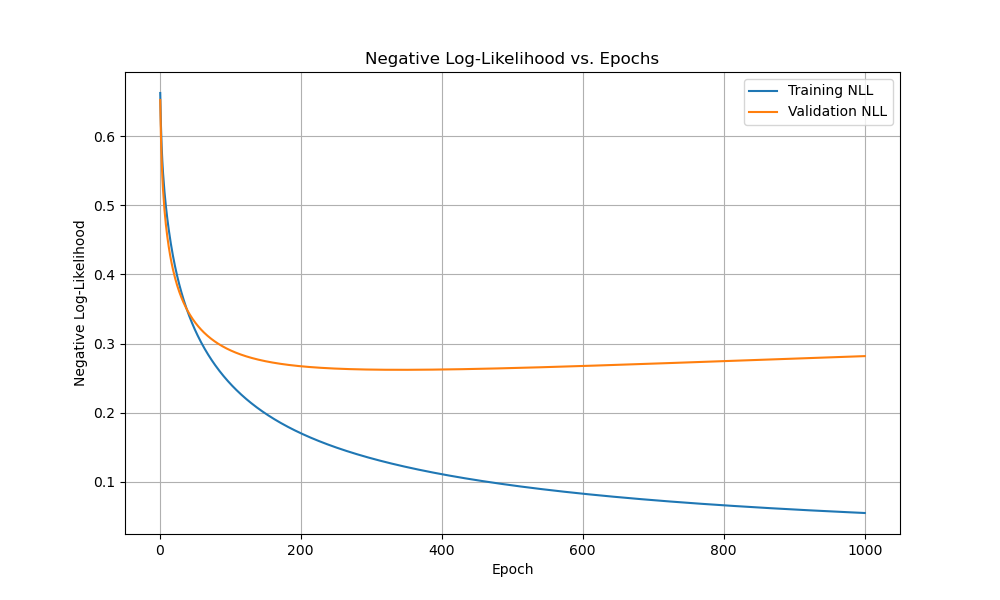 Negative Log-Likelihood vs. Epochs
Training NLL
Validation NLL
Negative Log-Likelihood
0.6
0.5
0.4
0.3
0.2
0.1
0 200 400 600 800 1000
Epoch